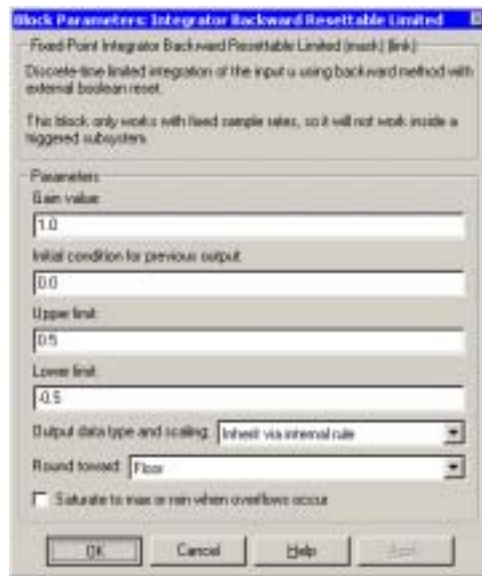 Block Parameters: Integrator Backward Resettable Limited
Fixed-Point Integrator Backward Resettable Limited (mask) (link)
Discrete-time limited integration of the input u using backward method with
external boolean reset.
This block only works with fixed sample rates, so it will not work inside a
triggered subsystem.
Parameters
Gain value:
1.0
Initial condition for previous output:
0.0
Upper limit:
0.5
Lower limit:
-0.5
Output data type and scaling: Inherit via internal rule
Round toward: Floor
Saturate to max or min when overflows occur
OK Cancel Help Apply